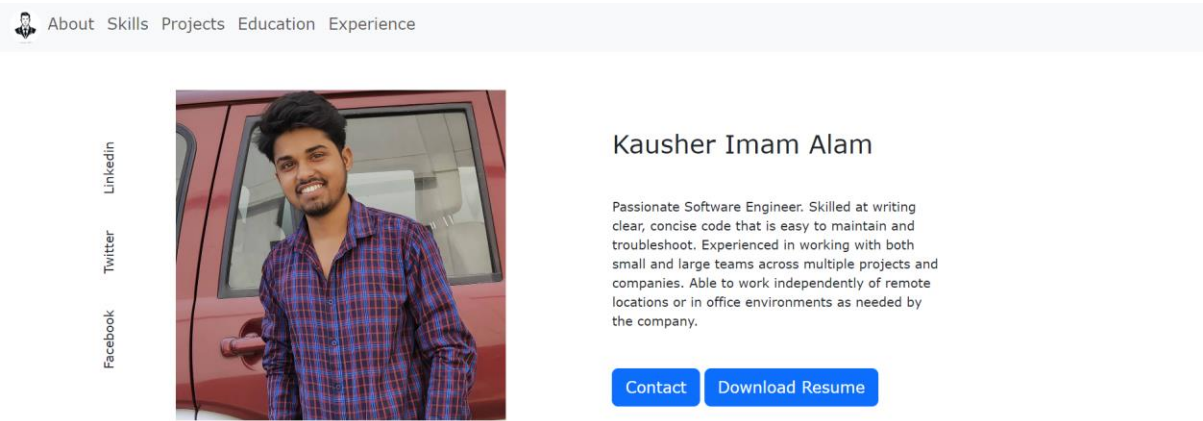 About Skills Projects Education Experience
Linkedin
Twitter
Facebook
Kausher Imam Alam
Passionate Software Engineer. Skilled at writing
clear, concise code that is easy to maintain and
troubleshoot. Experienced in working with both
small and large teams across multiple projects and
companies. Able to work independently of remote
locations or in office environments as needed by
the company.
Contact Download Resume